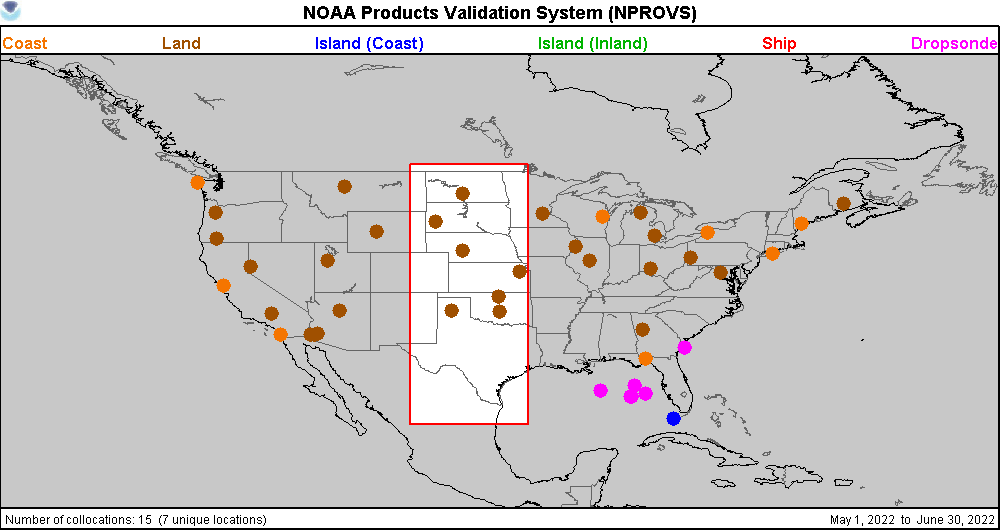 NOAA Products Validation System (NPROVS)
Coast Land Island (Coast) Island (Inland) Ship Dropsonde
Number of collocations: 15 (7 unique locations) May 1, 2022 to June 30, 2022